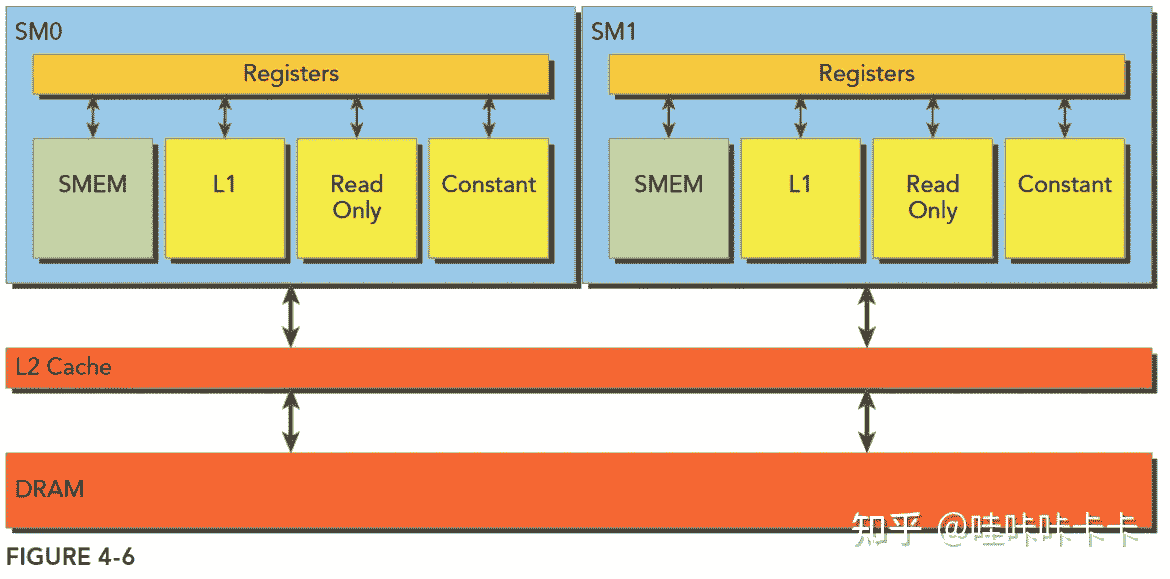 SM0
Registers
SMEM
L1
Read
Only
Constant
SM1
Registers
SMEM
L1
Read
Only
Constant
L2 Cache
DRAM
知乎 @哇咔咔卡卡
FIGURE 4-6